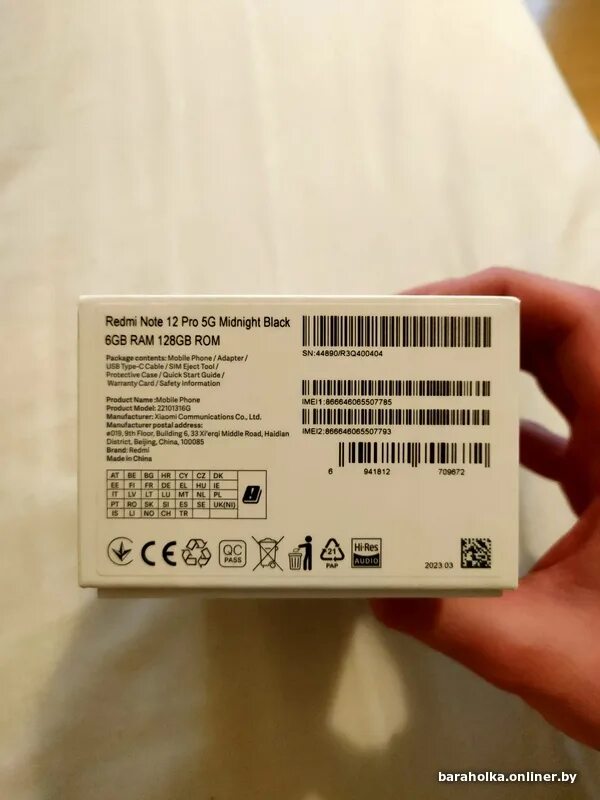 Redmi Note 12 Pro 5G Midnight Black
6GB RAM 128GB ROM
Package contents: Mobile Phone / Adapter /
USB Type-C Cable / SIM Eject Tool /
Protective Case / Quick Start Guide /
Warranty Card / Safety Information
Product Name:Mobile Phone
Product Model: 22101316G
Manufacturer: Xiaomi Communications Co., Ltd.
Manufacturer postal address:
#019, 9th Floor, Building 6, 33 Xi'erqi Middle Road, Haidian
District, Beijing, China, 100085
Brand: Redmi
Made in China
AT BE BG HR CY CZ DK
EE FI FR DE EL HU IE
IT LV LT LU MT NL PL
PT RO SK SI ES SE UK(NI)
IS LI NO CH TR
SN:44890/R3Q400404
IMEI1:866646065507785
IMEI2:866646065507793
6 941812 709672
CE
QC
PASS
21
PAP
Hi-Res
AUDIO
2023.03
baraholka.onliner.by